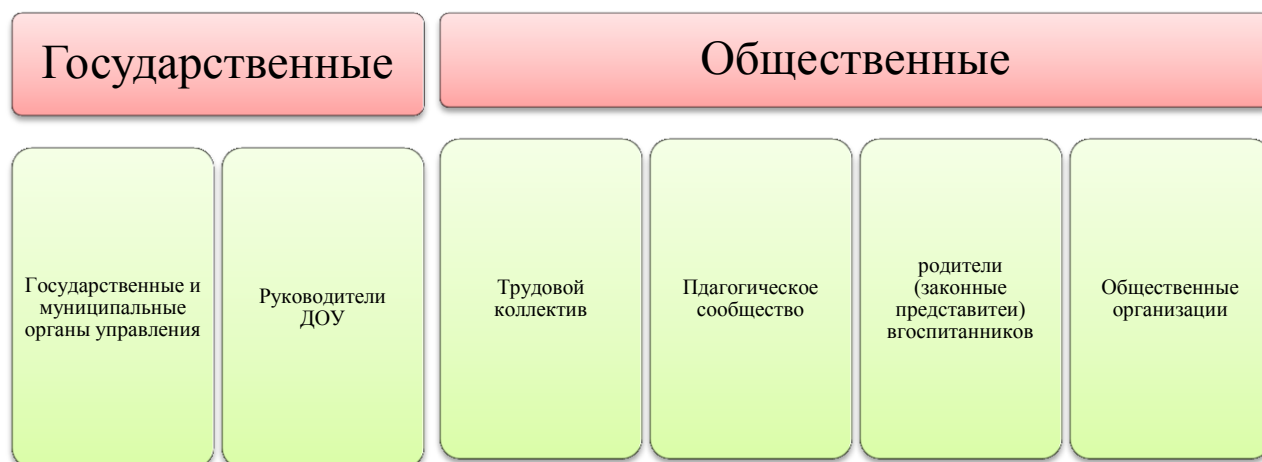 Государственные
Общественные
Государственные и
муниципальные
органы управления
Руководители
ДОУ
Трудовой
коллектив
Пдагогическое
сообщество
родители
(законные
представитеи)
вгоспитанников
Общественные
организации